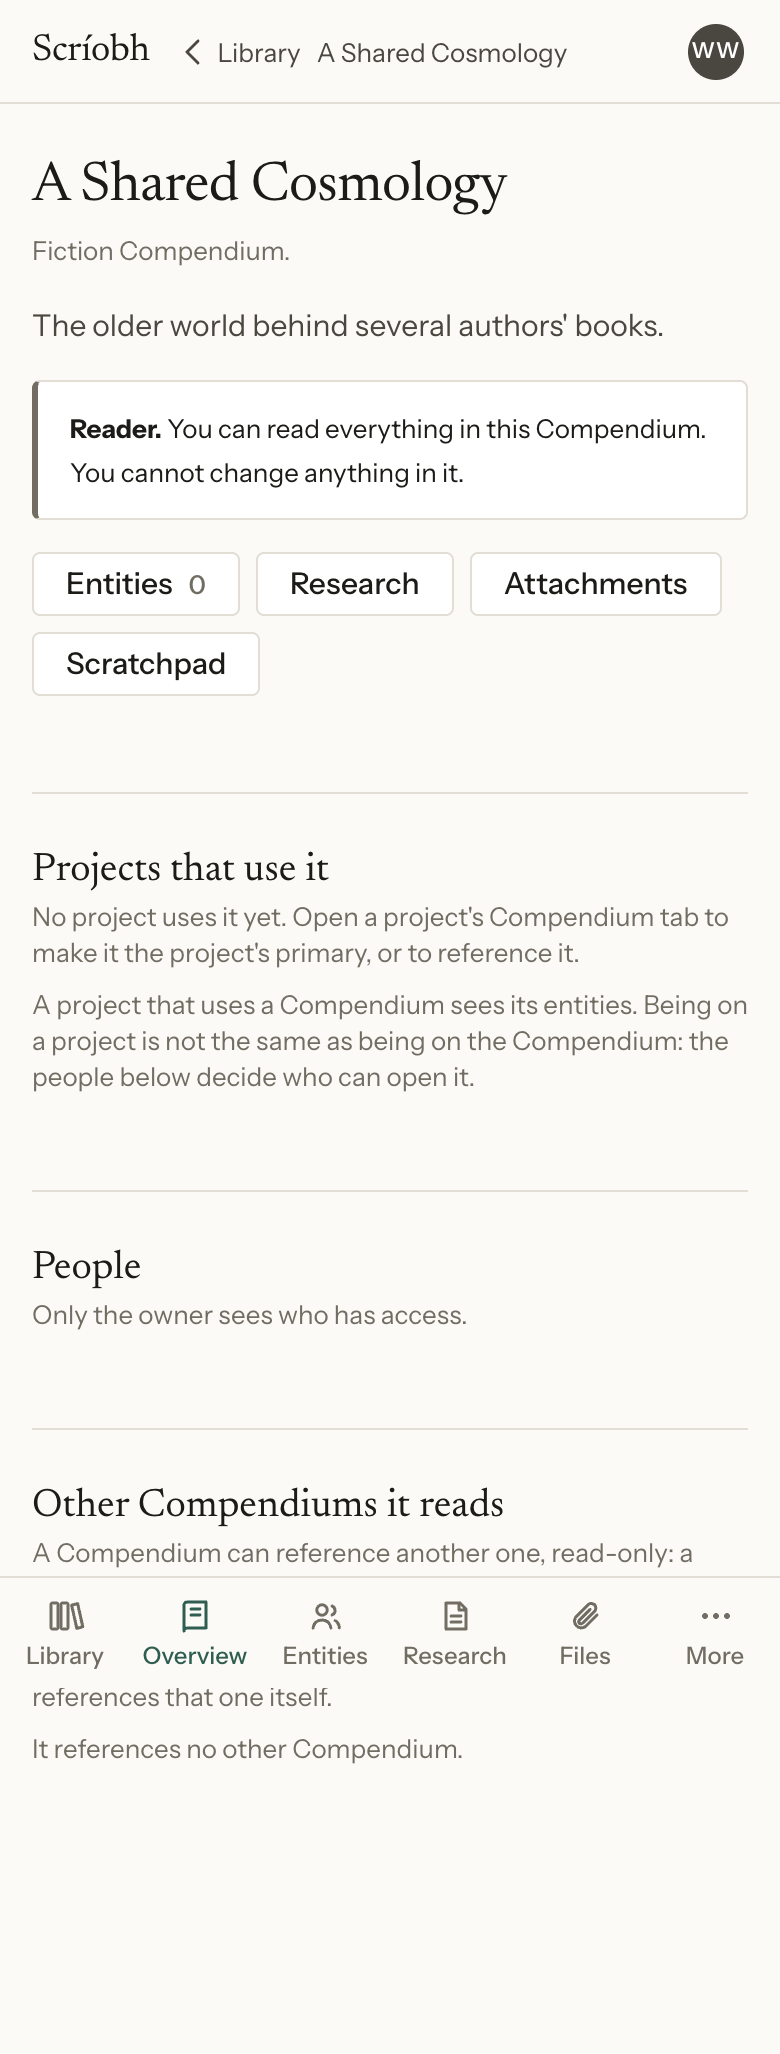 Scríobh
Library A Shared Cosmology
WW
A Shared Cosmology
Fiction Compendium.
The older world behind several authors' books.
Reader. You can read everything in this Compendium.
You cannot change anything in it.
Entities 0
Research
Attachments
Scratchpad
Projects that use it
No project uses it yet. Open a project's Compendium tab to
make it the project's primary, or to reference it.
A project that uses a Compendium sees its entities. Being on
a project is not the same as being on the Compendium: the
people below decide who can open it.
People
Only the owner sees who has access.
Other Compendiums it reads
A Compendium can reference another one, read-only: a
Library
Overview
Entities
Research
Files
More
references that one itself.
It references no other Compendium.